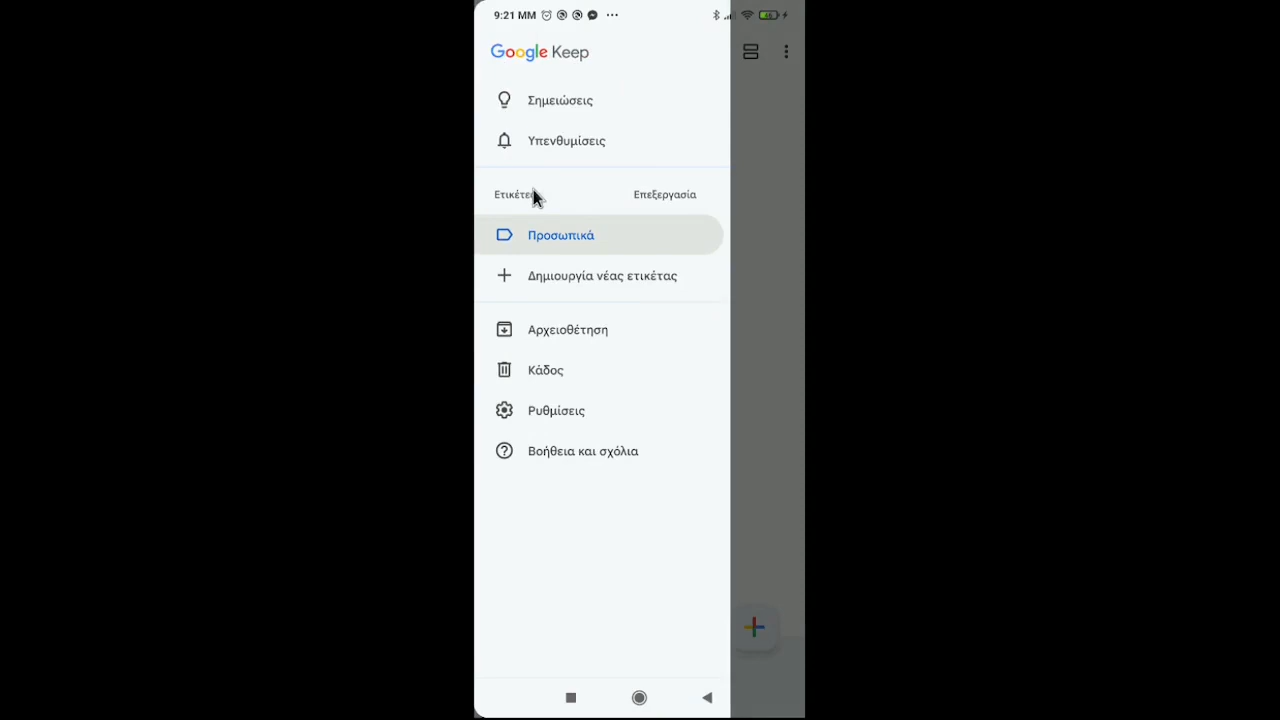 9:21 ΜΜ
Google Keep
Σημειώσεις
Υπενθυμίσεις
Επεξεργασία
Προσωπικά
Δημιουργία νέας ετικέτας
Αρχειοθέτηση
Κάδος
Ρυθμίσεις
Βοήθεια και σχόλια